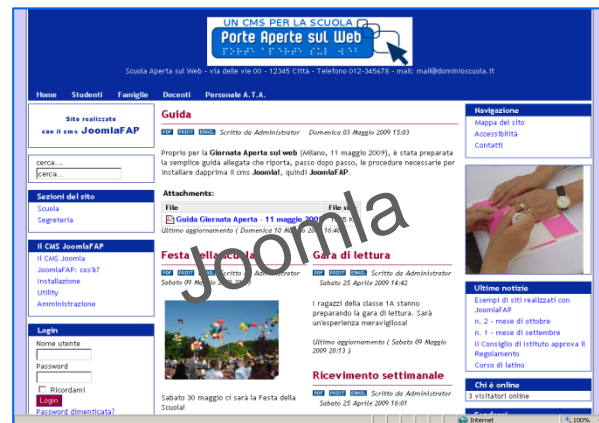 UN CMS PER LA SCUOLA
Porte Aperte sul Web
Scuola Aperta sul Web - via delle vie 00 - 12345 Città - Telefono 012-345678 - mail: mail@dominioscuola.it
Home Studenti Famiglie Docenti Personale A.T.A.
Sito realizzato
con il cms JoomlaFAP
cerca...
cerca...
Sezioni del sito
Scuola
Segreteria
Il CMS JoomlaFAP
Il CMS Joomla
JoomlaFAP: cos'è?
Installazione
Utility
Amministrazione
Login
Nome utente
Password
Ricordami
Login
Password dimenticata?
Guida
PDF PRINT EMAIL Scritto da Administrator Domenica 03 Maggio 2009 15:03
Proprio per la Giornata Aperta sul web (Milano, 11 maggio 2009), è stata preparata
la semplice guida allegata che riporta, passo dopo passo, le procedure necessarie per
installare dapprima il cms Joomla!, quindi JoomlaFAP.
Attachments:
File File
Guida Giornata Aperta - 11 maggio 2009
Ultimo aggiornamento ( Domenica 10 Maggio
Joomla
Festa della scuola
PDF PRINT EMAIL Scritto da Administrator
Sabato 09 Maggio
Sabato 30 maggio ci sarà la Festa della
Scuola!
Gara di lettura
PDF PRINT EMAIL Scritto da Administrator
Sabato 25 Aprile 2009 14:42
I ragazzi della classe 1A stanno
preparando la gara di lettura. Sarà
un'esperienza meravigliosa!
Ultimo aggiornamento ( Sabato 09 Maggio
2009 20:13 )
Ricevimento settimanale
PDF PRINT EMAIL Scritto da Administrator
Sabato 25 Aprile 2009 16:01
Navigazione
Mappa del sito
Accessibilità
Contatti
Ultime notizie
Esempi di siti realizzati con
JoomlaFAP
n. 2 - mese di ottobre
n. 1 - mese di settembre
Il Consiglio di Istituto approva il
Regolamento
Corso di latino
Chi è online
3 visitatori online
Internet
100%